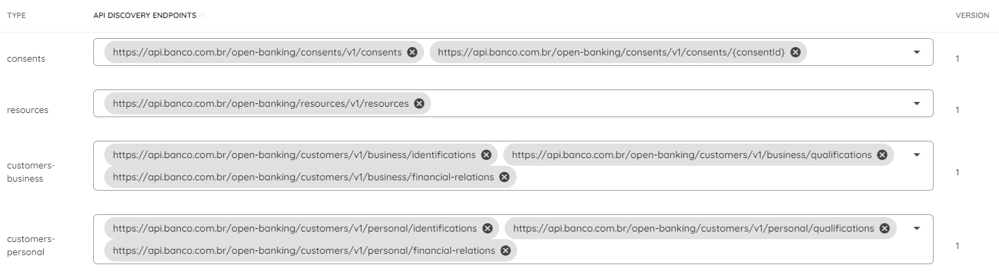 TYPE API DISCOVERY ENDPOINTS VERSION
consents https://api.banco.com.br/open-banking/consents/v1/consents https://api.banco.com.br/open-banking/consents/v1/consents/{consentId} 1
resources https://api.banco.com.br/open-banking/resources/v1/resources 1
customers-
business
https://api.banco.com.br/open-banking/customers/v1/business/identifications https://api.banco.com.br/open-banking/customers/v1/business/qualifications
https://api.banco.com.br/open-banking/customers/v1/business/financial-relations
1
customers-
personal
https://api.banco.com.br/open-banking/customers/v1/personal/identifications https://api.banco.com.br/open-banking/customers/v1/personal/qualifications
https://api.banco.com.br/open-banking/customers/v1/personal/financial-relations
1